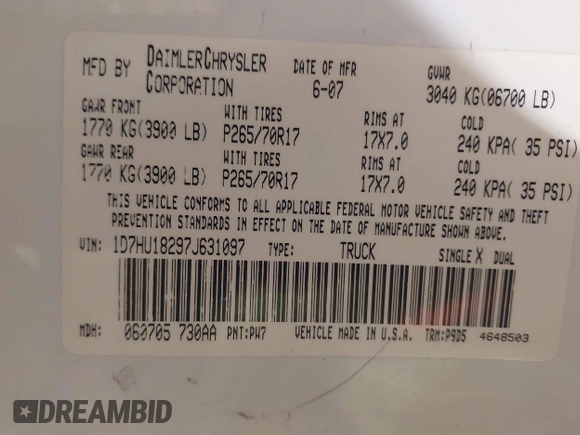 MFD BY DAIMLERCHRYSLER CORPORATION DATE OF MFR 6-07 GVWR 3040 KG(06700 LB)
GAWR FRONT WITH TIRES RIMS AT COLD
1770 KG(3900 LB) P265/70R17 17X7.0 240 KPA( 35 PSI)
GAWR REAR WITH TIRES RIMS AT COLD
1770 KG(3900 LB) P265/70R17 17X7.0 240 KPA( 35 PSI)
THIS VEHICLE CONFORMS TO ALL APPLICABLE FEDERAL MOTOR VEHICLE SAFETY AND THEFT
PREVENTION STANDARDS IN EFFECT ON THE DATE OF MANUFACTURE SHOWN ABOVE.
VIN: 1D7HU18297J631097 TYPE: TRUCK SINGLE X DUAL
MDH: 060705 730AA PNT:PW7 VEHICLE MADE IN U.S.A. TRM:P9D5 4648503
DREAMBID